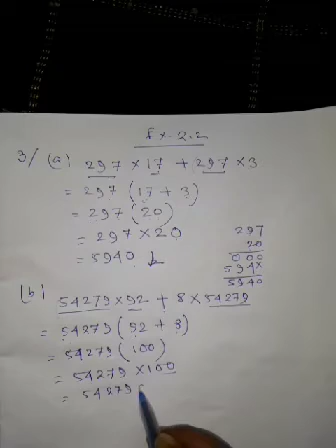 Ex-2.2
3/ (a) 297 × 17 + 297 × 3
= 297 (17 + 3)
= 297 (20)
= 297 × 20
= 5940
297
20
000
594×
5940
(b) 54279 × 92 + 8 × 54279
= 54279 (92 + 8)
= 54279 (100)
= 54279 × 100
= 54279